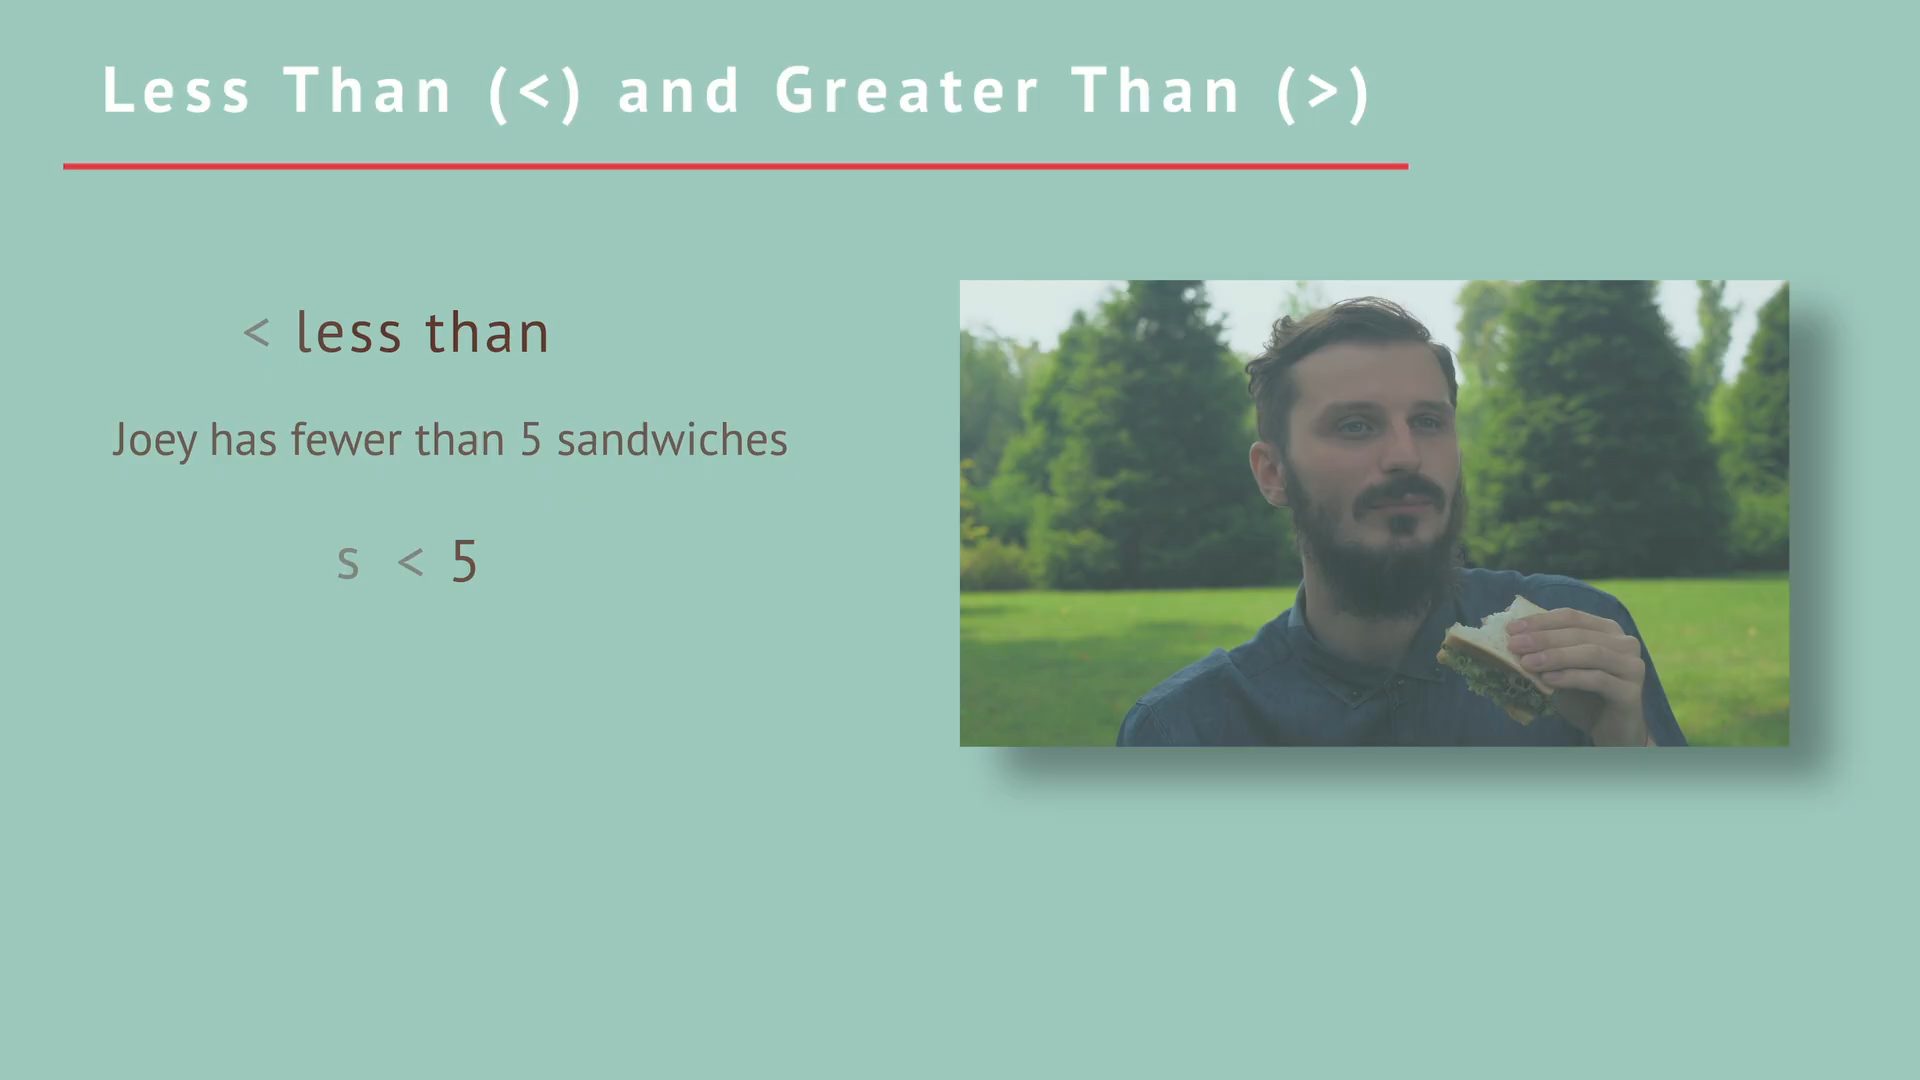 Less Than (<) and Greater Than (>)
< less than
Joey has fewer than 5 sandwiches
s < 5